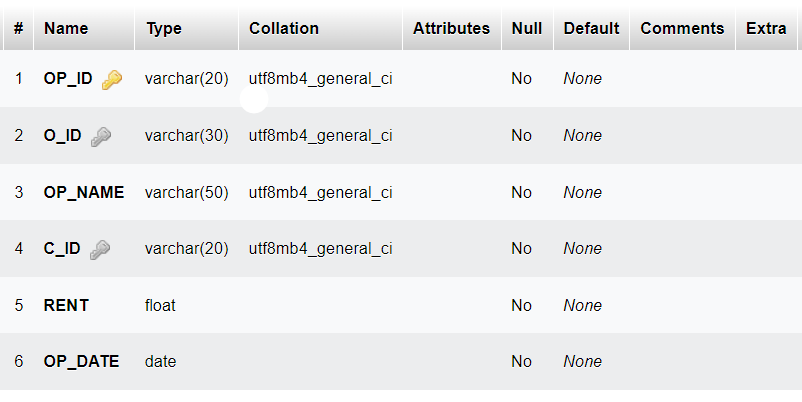 # Name Type Collation Attributes Null Default Comments Extra
1 OP_ID varchar(20) utf8mb4_general_ci No None
2 O_ID varchar(30) utf8mb4_general_ci No None
3 OP_NAME varchar(50) utf8mb4_general_ci No None
4 C_ID varchar(20) utf8mb4_general_ci No None
5 RENT float No None
6 OP_DATE date No None